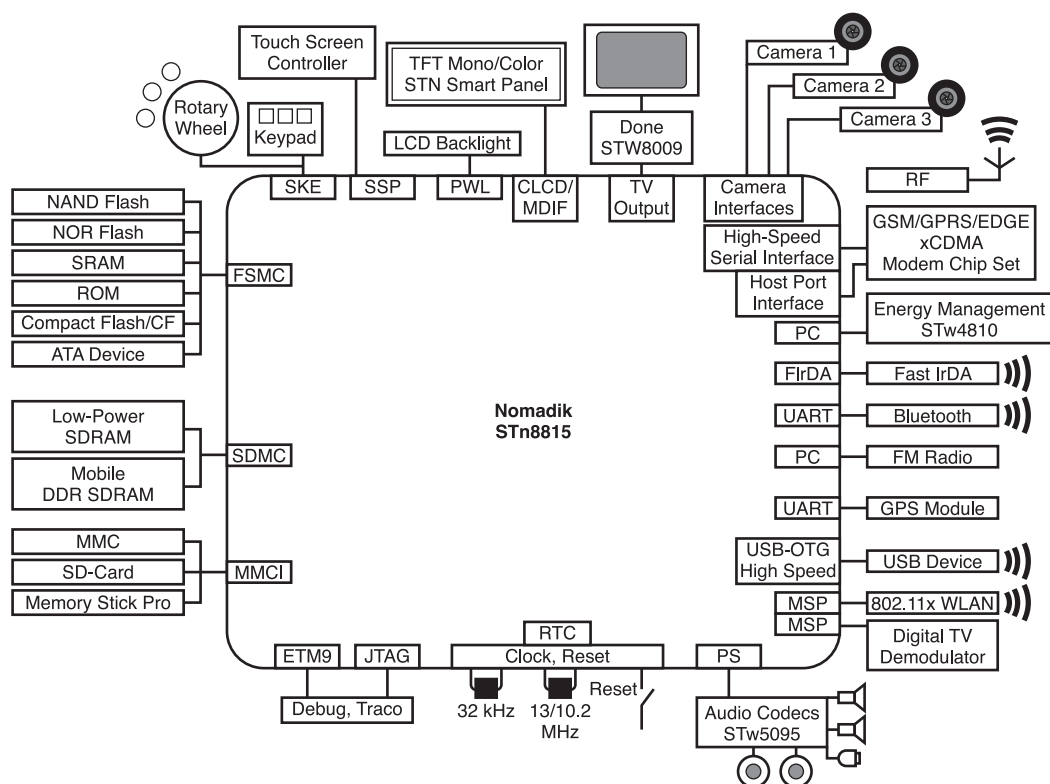 Touch Screen
Controller
TFT Mono/Color
STN Smart Panel
Camera 1
Camera 2
Camera 3
Rotary
Wheel
Keypad
LCD Backlight
Done
STW8009
RF
SKE
SSP
PWL
CLCD/
MDIF
TV
Output
Camera
Interfaces
NAND Flash
NOR Flash
SRAM
ROM
Compact Flash/CF
ATA Device
FSMC
High-Speed
Serial Interface
Host Port
Interface
GSM/GPRS/EDGE
xCDMA
Modem Chip Set
PC
Energy Management
STw4810
FIrDA
Fast IrDA
Nomadik
STn8815
UART
Bluetooth
Low-Power
SDRAM
Mobile
DDR SDRAM
SDMC
PC
FM Radio
UART
GPS Module
MMC
SD-Card
Memory Stick Pro
MMCI
USB-OTG
High Speed
USB Device
MSP
802.11x WLAN
MSP
Digital TV
Demodulator
ETM9
JTAG
RTC
Clock, Reset
PS
Debug, Traco
32 kHz
13/10.2
MHz
Reset
Audio Codecs
STw5095